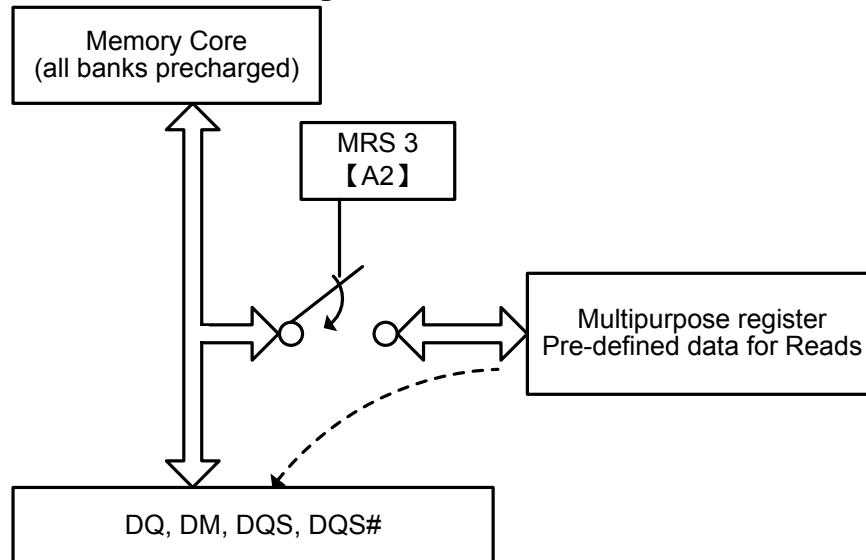 Memory Core
(all banks precharged)
MRS 3
【A2】
Multipurpose register
Pre-defined data for Reads
DQ, DM, DQS, DQS#